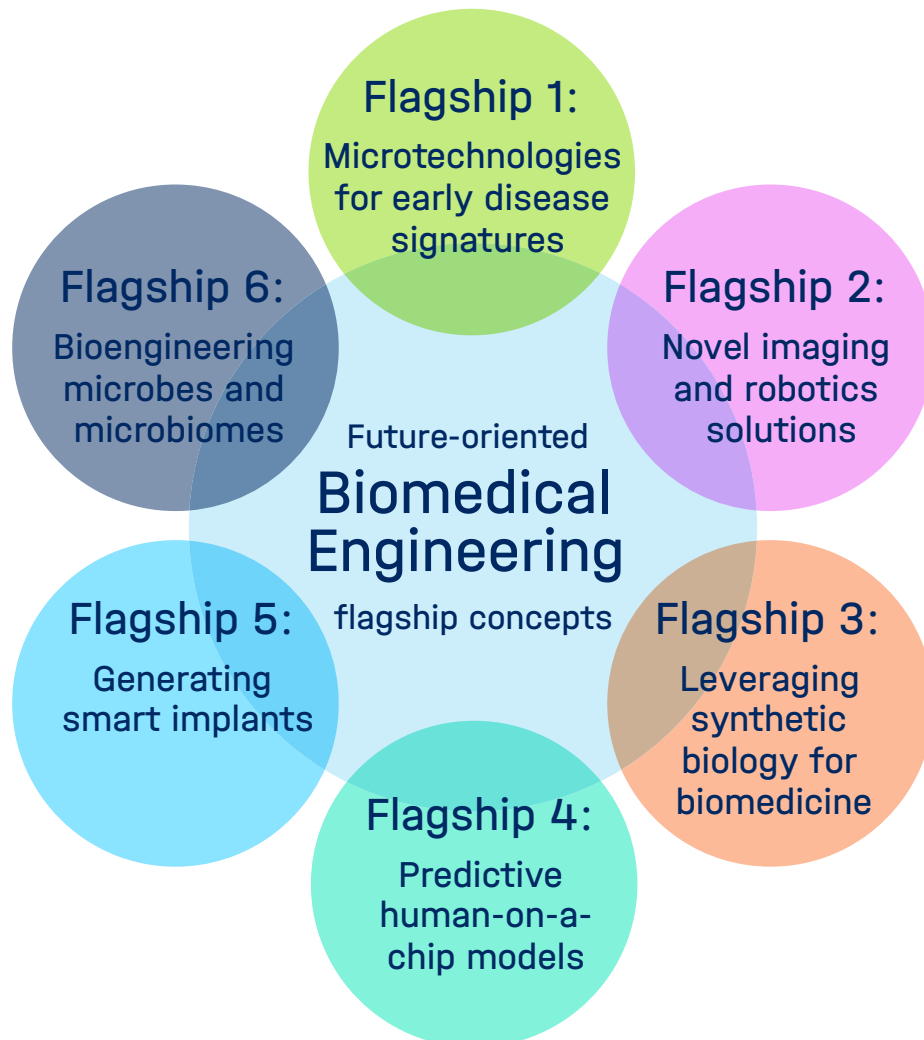 Flagship 1:
Microtechnologies
for early disease
signatures
Flagship 2:
Novel imaging
and robotics
solutions
Flagship 3:
Leveraging
synthetic
biology for
biomedicine
Flagship 4:
Predictive
human-on-a-
chip models
Flagship 5:
Generating
smart implants
Flagship 6:
Bioengineering
microbes and
microbiomes
Future-oriented
Biomedical
Engineering
flagship concepts